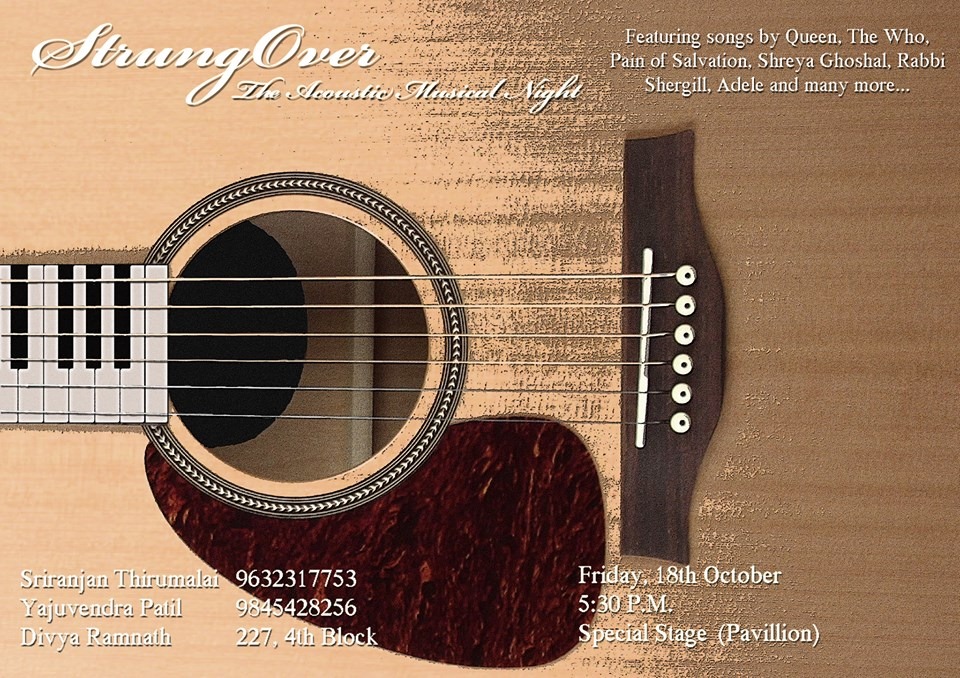 StrungOver
The Acoustic Musical Night
Featuring songs by Queen, The Who,
Pain of Salvation, Shreya Ghoshal, Rabbi
Shergill, Adele and many more...
Sriranjan Thirumalai 9632317753
Yajuvendra Patil 9845428256
Divya Ramnath 227, 4th Block
Friday, 18th October
5:30 P.M.
Special Stage (Pavillion)